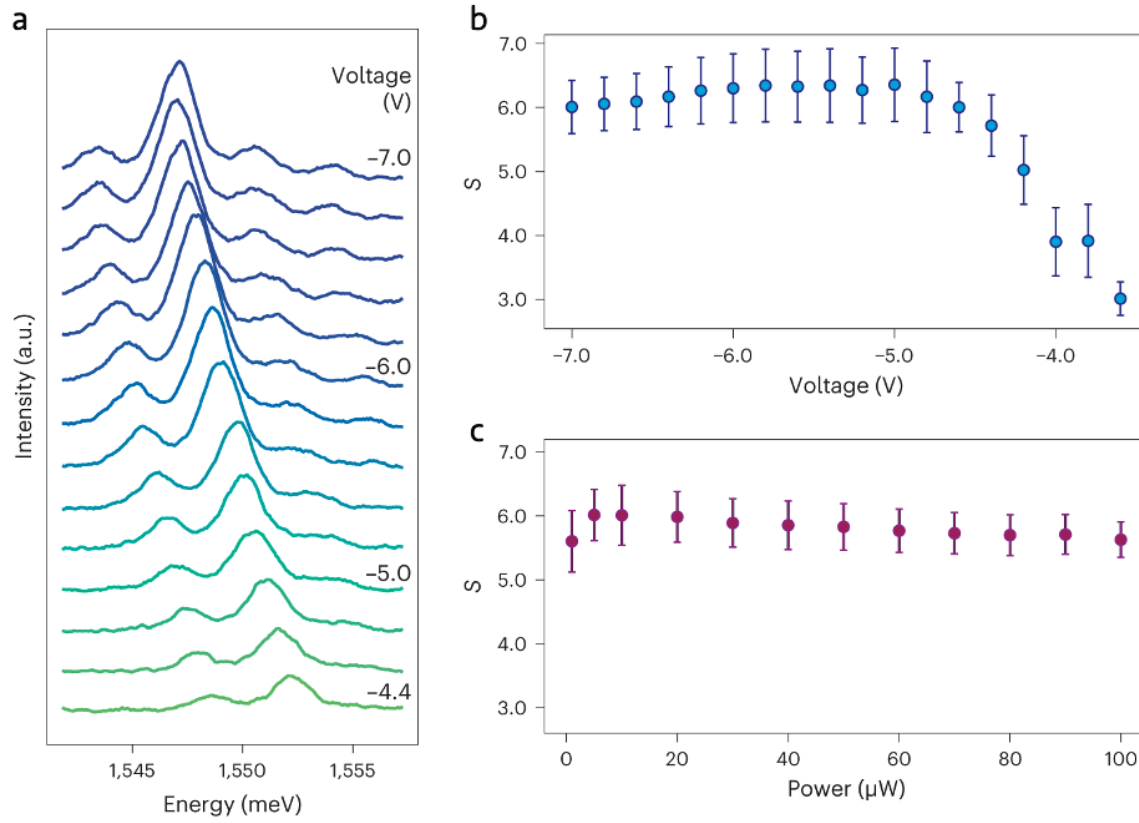 a
Voltage
(V)
−7.0
−6.0
−5.0
−4.4
Intensity (a.u.)
1,545 1,550 1,555
Energy (meV)
b
7.0
6.0
5.0
4.0
3.0
S
−7.0 −6.0 −5.0 −4.0
Voltage (V)
c
7.0
6.0
5.0
4.0
3.0
S
0 20 40 60 80 100
Power (µW)